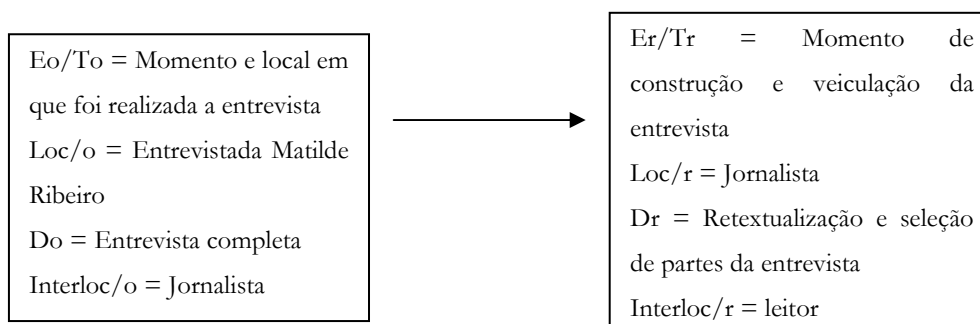 Eo/To = Momento e local em
que foi realizada a entrevista
Loc/o = Entrevistada Matilde
Ribeiro
Do = Entrevista completa
Interloc/o = Jornalista
Er/Tr = Momento de
construção e veiculação da
entrevista
Loc/r = Jornalista
Dr = Retextualização e seleção
de partes da entrevista
Interloc/r = leitor